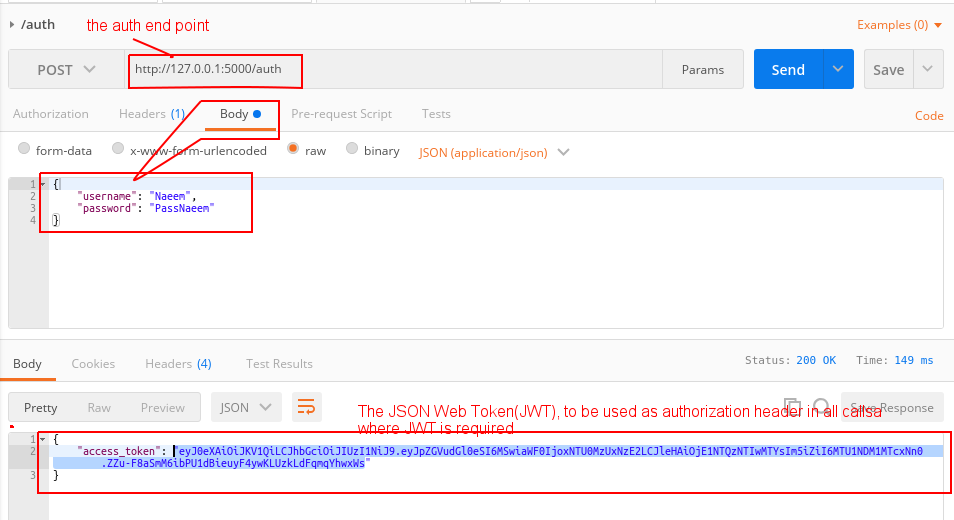 /auth
the auth end point
Examples (0)
POST
http://127.0.0.1:5000/auth
Params
Send
Save
Authorization
Headers (1)
Body
Pre-request Script
Tests
Code
form-data
x-www-form-urlencoded
raw
binary
JSON (application/json)
1 {
2 "username": "Naeem",
3 "password": "PassNaeem"
4 }
Body
Cookies
Headers (4)
Test Results
Status: 200 OK
Time: 149 ms
Pretty
Raw
Preview
JSON
Save Response
The JSON Web Token(JWT), to be used as authorization header in all callsa
where JWT is required
1 {
2 "access_token": "eyJ0eXAiOiJKV1QiLCJhbGciOiJIUzI1NiJ9.eyJpZGVudGl0eSI6MSwiaWF0IjoxNTU0MzUxNzE2LCJleHAiOjE1NTQzNTIwMTYsIm5iZiI6MTU1NDM1MTcxNn0
.ZZu-F8aSmM6ibPU1dBieuyF4ywKLUzkLdFqmqYhwxWs"
3 }